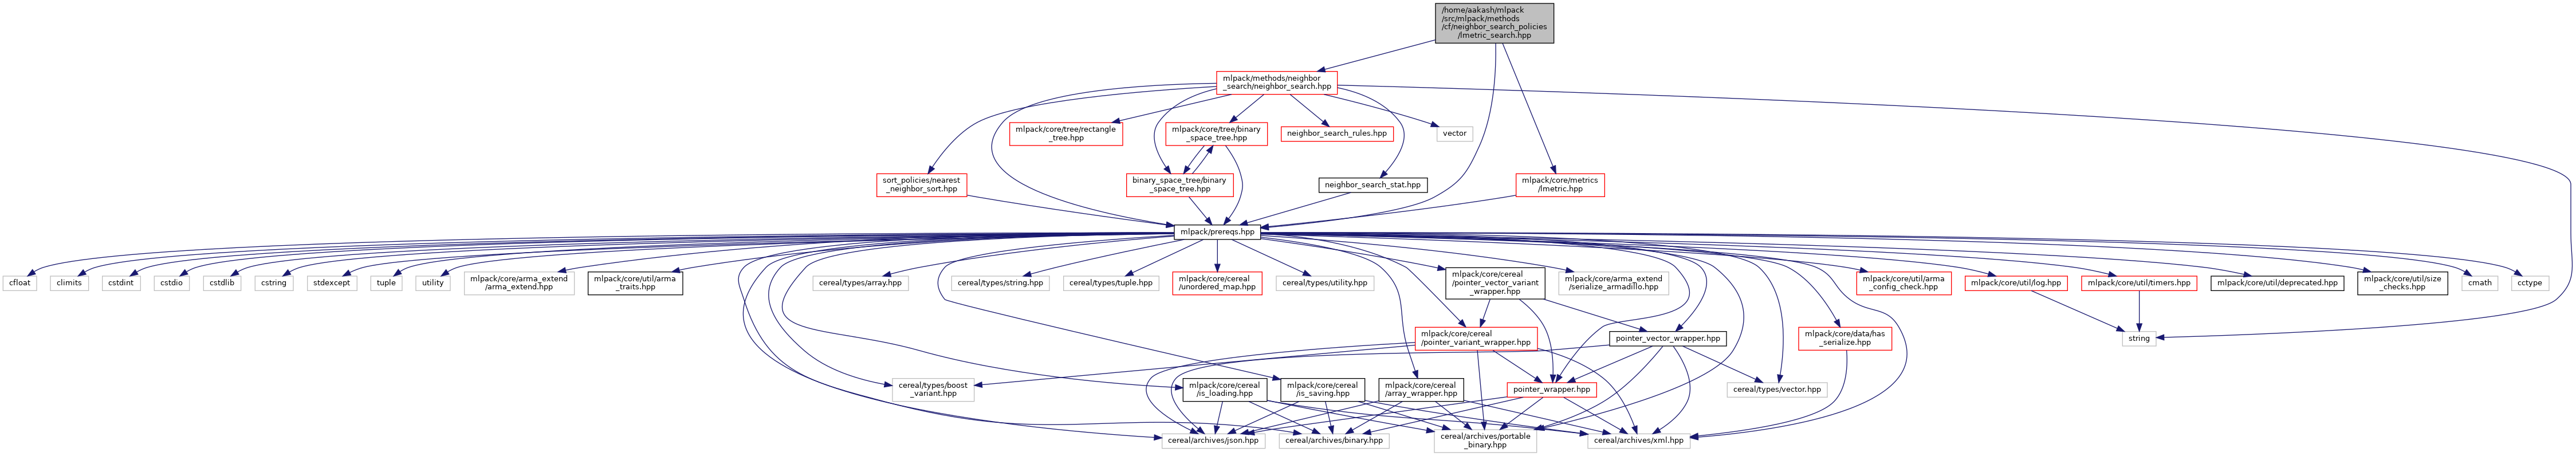 /home/aakash/mlpack
/src/mlpack/methods
/cf/neighbor_search_policies
/lmetric_search.hpp
mlpack/methods/neighbor
_search/neighbor_search.hpp
mlpack/core/tree/rectangle
_tree.hpp
mlpack/core/tree/binary
_space_tree.hpp
neighbor_search_rules.hpp
vector
sort_policies/nearest
_neighbor_sort.hpp
binary_space_tree/binary
_space_tree.hpp
neighbor_search_stat.hpp
mlpack/core/metrics
/lmetric.hpp
mlpack/prereqs.hpp
cfloat
climits
cstdint
cstdio
cstdlib
cstring
stdexcept
tuple
utility
mlpack/core/arma_extend
/arma_extend.hpp
mlpack/core/util/arma
_traits.hpp
cereal/types/array.hpp
cereal/types/string.hpp
cereal/types/tuple.hpp
mlpack/core/cereal
/unordered_map.hpp
cereal/types/utility.hpp
mlpack/core/cereal
/pointer_vector_variant
_wrapper.hpp
mlpack/core/arma_extend
/serialize_armadillo.hpp
mlpack/core/util/arma
_config_check.hpp
mlpack/core/util/log.hpp
mlpack/core/util/timers.hpp
mlpack/core/util/deprecated.hpp
mlpack/core/util/size
_checks.hpp
cmath
cctype
mlpack/core/cereal
/pointer_variant_wrapper.hpp
pointer_vector_wrapper.hpp
mlpack/core/data/has
_serialize.hpp
string
cereal/types/boost
_variant.hpp
mlpack/core/cereal
/is_loading.hpp
mlpack/core/cereal
/is_saving.hpp
mlpack/core/cereal
/array_wrapper.hpp
pointer_wrapper.hpp
cereal/types/vector.hpp
cereal/archives/json.hpp
cereal/archives/binary.hpp
cereal/archives/portable
_binary.hpp
cereal/archives/xml.hpp